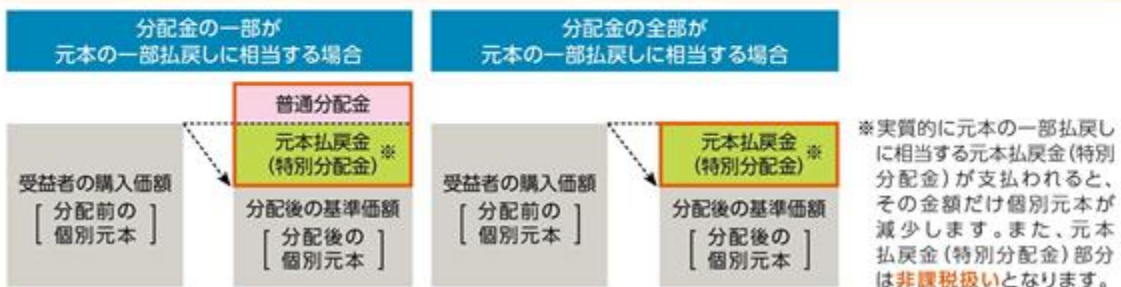 分配金の一部が
元本の一部払戻しに相当する場合
普通分配金
元本払戻金
(特別分配金)
※
受益者の購入価額
[ 分配前の
個別元本 ]
分配後の基準価額
[ 分配後の
個別元本 ]
分配金の全部が
元本の一部払戻しに相当する場合
元本払戻金
(特別分配金)
※
受益者の購入価額
[ 分配前の
個別元本 ]
分配後の基準価額
[ 分配後の
個別元本 ]
※実質的に元本の一部払戻し
に相当する元本払戻金(特別
分配金)が支払われると、
その金額だけ個別元本が
減少します。また、元本
払戻金(特別分配金)部分
は非課税扱いとなります。